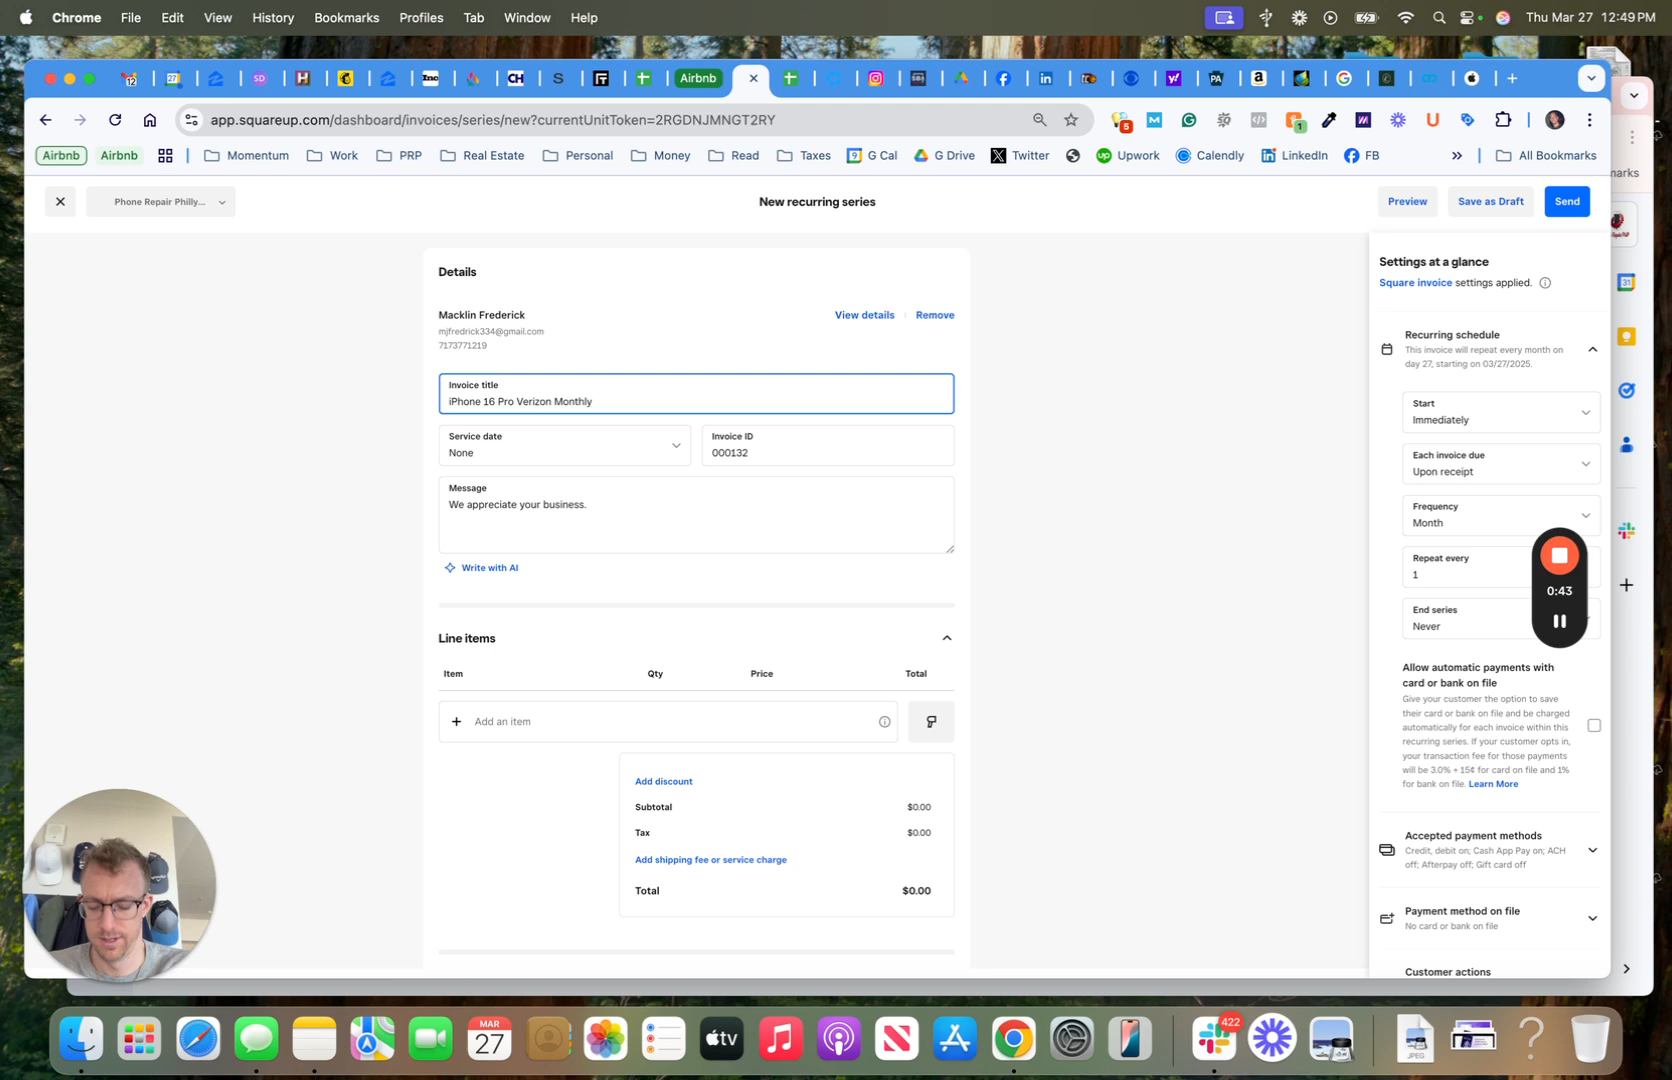 Chrome File Edit View History Bookmarks Profiles Tab Window Help
Thu Mar 27 12:49 PM
12 27 SD H Inc CH S Airbnb PA a G
app.squareup.com/dashboard/invoices/series/new?currentUnitToken=2RGDNJMNGT2RY
5 1
Airbnb Airbnb Momentum Work PRP Real Estate Personal Money Read Taxes G Cal G Drive Twitter Upwork Calendly LinkedIn FB » All Bookmarks
Phone Repair Philly...
New recurring series
Preview
Save as Draft
Send
Details
Macklin Frederick
View details
Remove
mjfredrick334@gmail.com
7173771219
Invoice title
iPhone 16 Pro Verizon Monthly
Service date
None
Invoice ID
000132
Message
We appreciate your business.
Write with AI
Line items
Item Qty Price Total
Add an item
Add discount
Subtotal $0.00
Tax $0.00
Add shipping fee or service charge
Total $0.00
Settings at a glance
Square invoice settings applied.
Recurring schedule
This invoice will repeat every month on
day 27, starting on 03/27/2025.
Start
Immediately
Each invoice due
Upon receipt
Frequency
Month
Repeat every
1
End series
Never
0:43
Allow automatic payments with
card or bank on file
Give your customer the option to save
their card or bank on file and be charged
automatically for each invoice within this
recurring series. If your customer opts in,
your transaction fee for those payments
will be 3.0% + 15¢ for card on file and 1%
for bank on file. Learn More
Accepted payment methods
Credit, debit on; Cash App Pay on; ACH
off; Afterpay off; Gift card off
Payment method on file
No card or bank on file
Customer actions
MAR
27
tv
422
JPEG